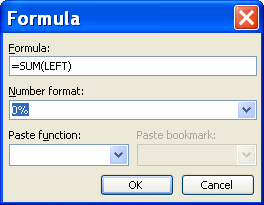 Formula
Formula:
=SUM(LEFT)
Number format:
0%
Paste function: Paste bookmark:
OK Cancel